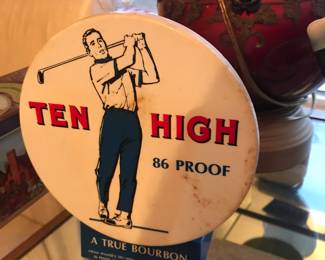 TEN HIGH
86 PROOF
A TRUE BOURBON